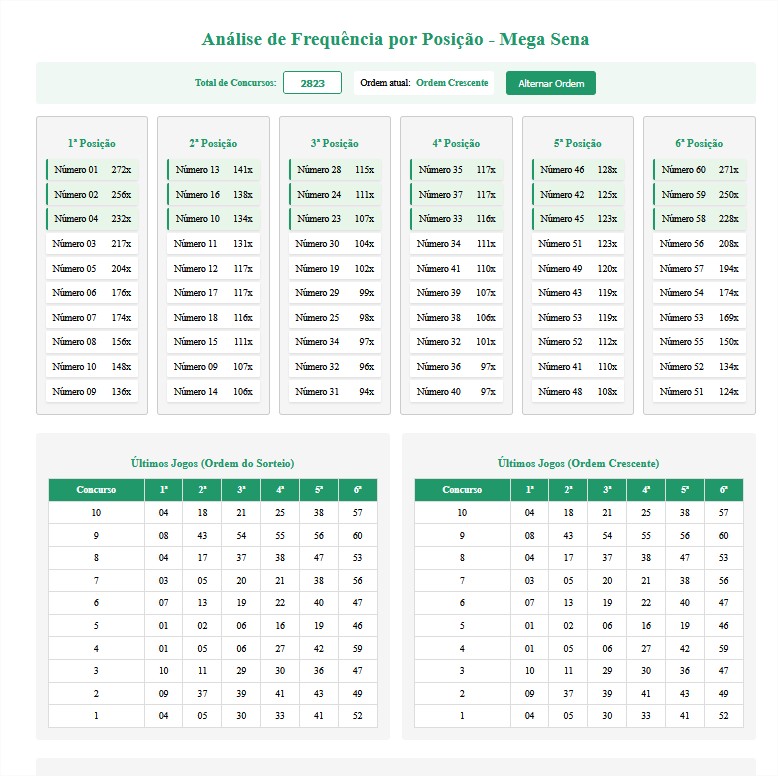 Análise de Frequência por Posição - Mega Sena
Total de Concursos: 2823 Ordem atual: Ordem Crescente Alternar Ordem
1ª Posição 2ª Posição 3ª Posição 4ª Posição 5ª Posição 6ª Posição
Número 01 272x Número 13 141x Número 28 115x Número 35 117x Número 46 128x Número 60 271x
Número 02 256x Número 16 138x Número 24 111x Número 37 117x Número 42 125x Número 59 250x
Número 04 232x Número 10 134x Número 23 107x Número 33 116x Número 45 123x Número 58 228x
Número 03 217x Número 11 131x Número 30 104x Número 34 111x Número 51 123x Número 56 208x
Número 05 204x Número 12 117x Número 19 102x Número 41 110x Número 49 120x Número 57 194x
Número 06 176x Número 17 117x Número 29 99x Número 39 107x Número 43 119x Número 54 174x
Número 07 174x Número 18 116x Número 25 98x Número 38 106x Número 53 119x Número 53 169x
Número 08 156x Número 15 111x Número 34 97x Número 32 101x Número 52 112x Número 55 150x
Número 10 148x Número 09 107x Número 32 96x Número 36 97x Número 41 110x Número 52 134x
Número 09 136x Número 14 106x Número 31 94x Número 40 97x Número 48 108x Número 51 124x
Últimos Jogos (Ordem do Sorteio) Últimos Jogos (Ordem Crescente)
Concurso 1ª 2ª 3ª 4ª 5ª 6ª Concurso 1ª 2ª 3ª 4ª 5ª 6ª
10 04 18 21 25 38 57 10 04 18 21 25 38 57
9 08 43 54 55 56 60 9 08 43 54 55 56 60
8 04 17 37 38 47 53 8 04 17 37 38 47 53
7 03 05 20 21 38 56 7 03 05 20 21 38 56
6 07 13 19 22 40 47 6 07 13 19 22 40 47
5 01 02 06 16 19 46 5 01 02 06 16 19 46
4 01 05 06 27 42 59 4 01 05 06 27 42 59
3 10 11 29 30 36 47 3 10 11 29 30 36 47
2 09 37 39 41 43 49 2 09 37 39 41 43 49
1 04 05 30 33 41 52 1 04 05 30 33 41 52